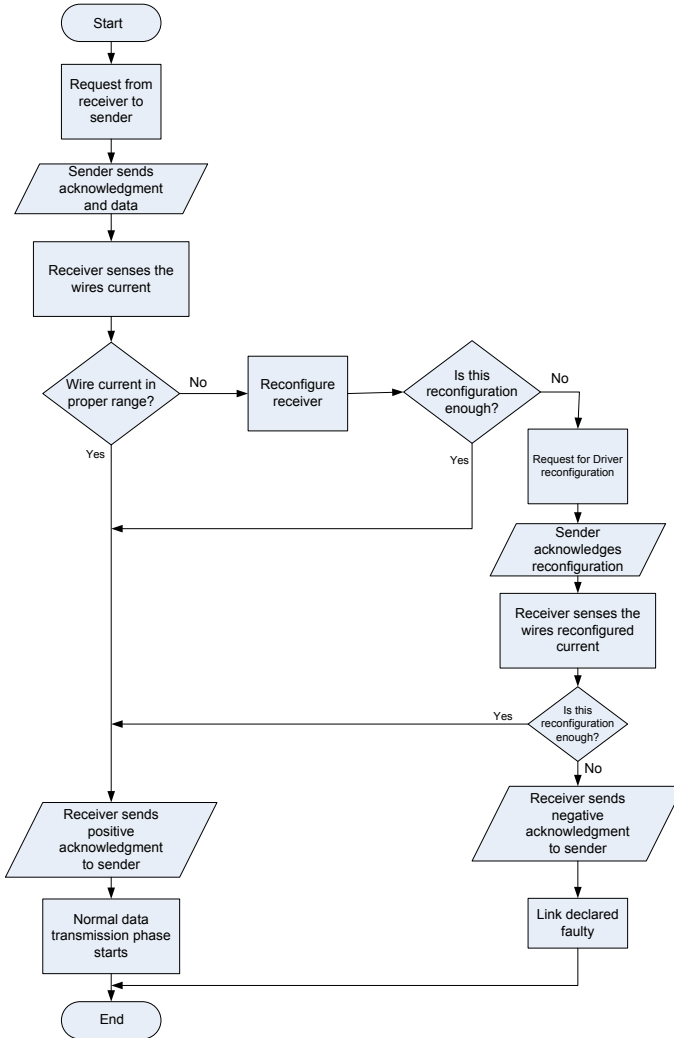 Start
Request from
receiver to
sender
Sender sends
acknowledgment
and data
Receiver senses the
wires current
Wire current in
proper range?
No
Reconfigure
receiver
Is this
reconfiguration
enough?
No
Yes
Yes
Request for Driver
reconfiguration
Sender
acknowledges
reconfiguration
Receiver senses the
wires reconfigured
current
Is this
reconfiguration
enough?
Yes
No
Receiver sends
positive
acknowledgment
to sender
Receiver sends
negative
acknowledgment
to sender
Normal data
transmission phase
starts
Link declared
faulty
End